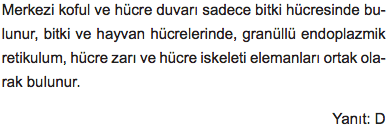 Merkezi koful ve hücre duvarı sadece bitki hücresinde bu-
lunur, bitki ve hayvan hücrelerinde, granüllü endoplazmik
retikulum, hücre zarı ve hücre iskeleti elemanları ortak ola-
rak bulunur.
Yanıt: D